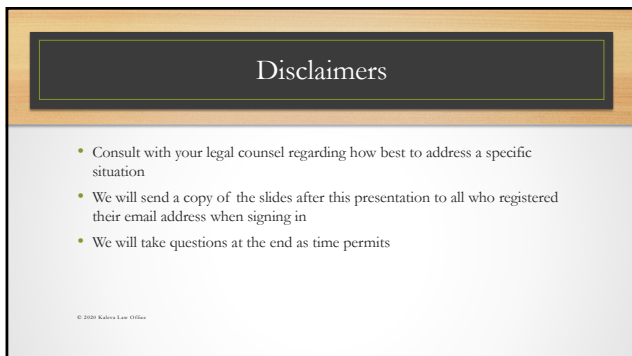 Disclaimers
• Consult with your legal counsel regarding how best to address a specific
situation
• We will send a copy of the slides after this presentation to all who registered
their email address when signing in
• We will take questions at the end as time permits
© 2020 Kaleva Law Office